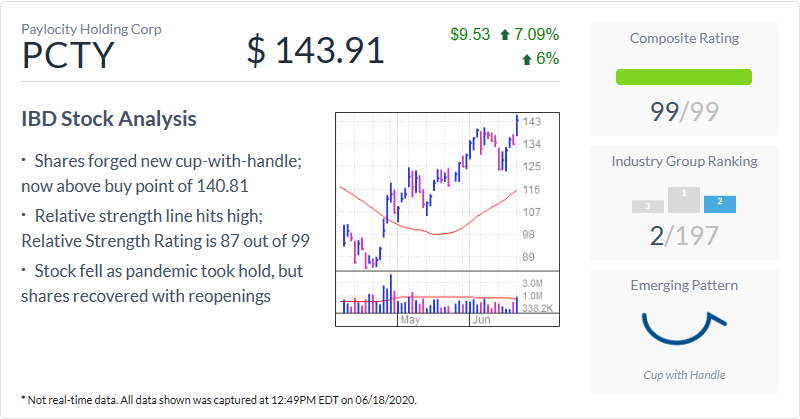 Paylocity Holding Corp
PCTY
$ 143.91
$9.53 7.09%
6%
IBD Stock Analysis
· Shares forged new cup-with-handle;
now above buy point of 140.81
· Relative strength line hits high;
Relative Strength Rating is 87 out of 99
· Stock fell as pandemic took hold, but
shares recovered with reopenings
143
134
125
116
107
98
89
3.0M
1.0M
338.2K
May Jun
Composite Rating
99/99
Industry Group Ranking
3 1 2
2/197
Emerging Pattern
Cup with Handle
* Not real-time data. All data shown was captured at 12:49PM EDT on 06/18/2020.